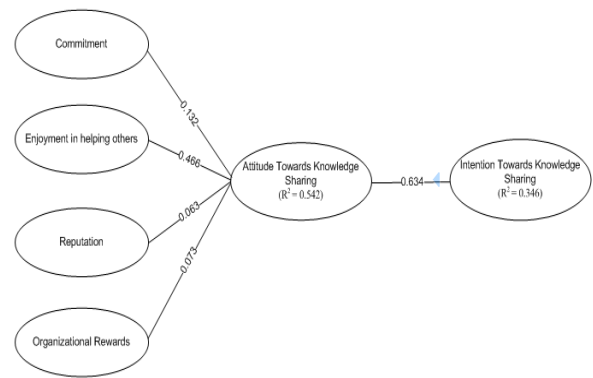 Commitment
0.132
Enjoyment in helping others
0.466
Attitude Towards Knowledge
Sharing
(R² = 0.542)
0.634
Intention Towards Knowledge
Sharing
(R² = 0.346)
0.063
Reputation
0.073
Organizational Rewards